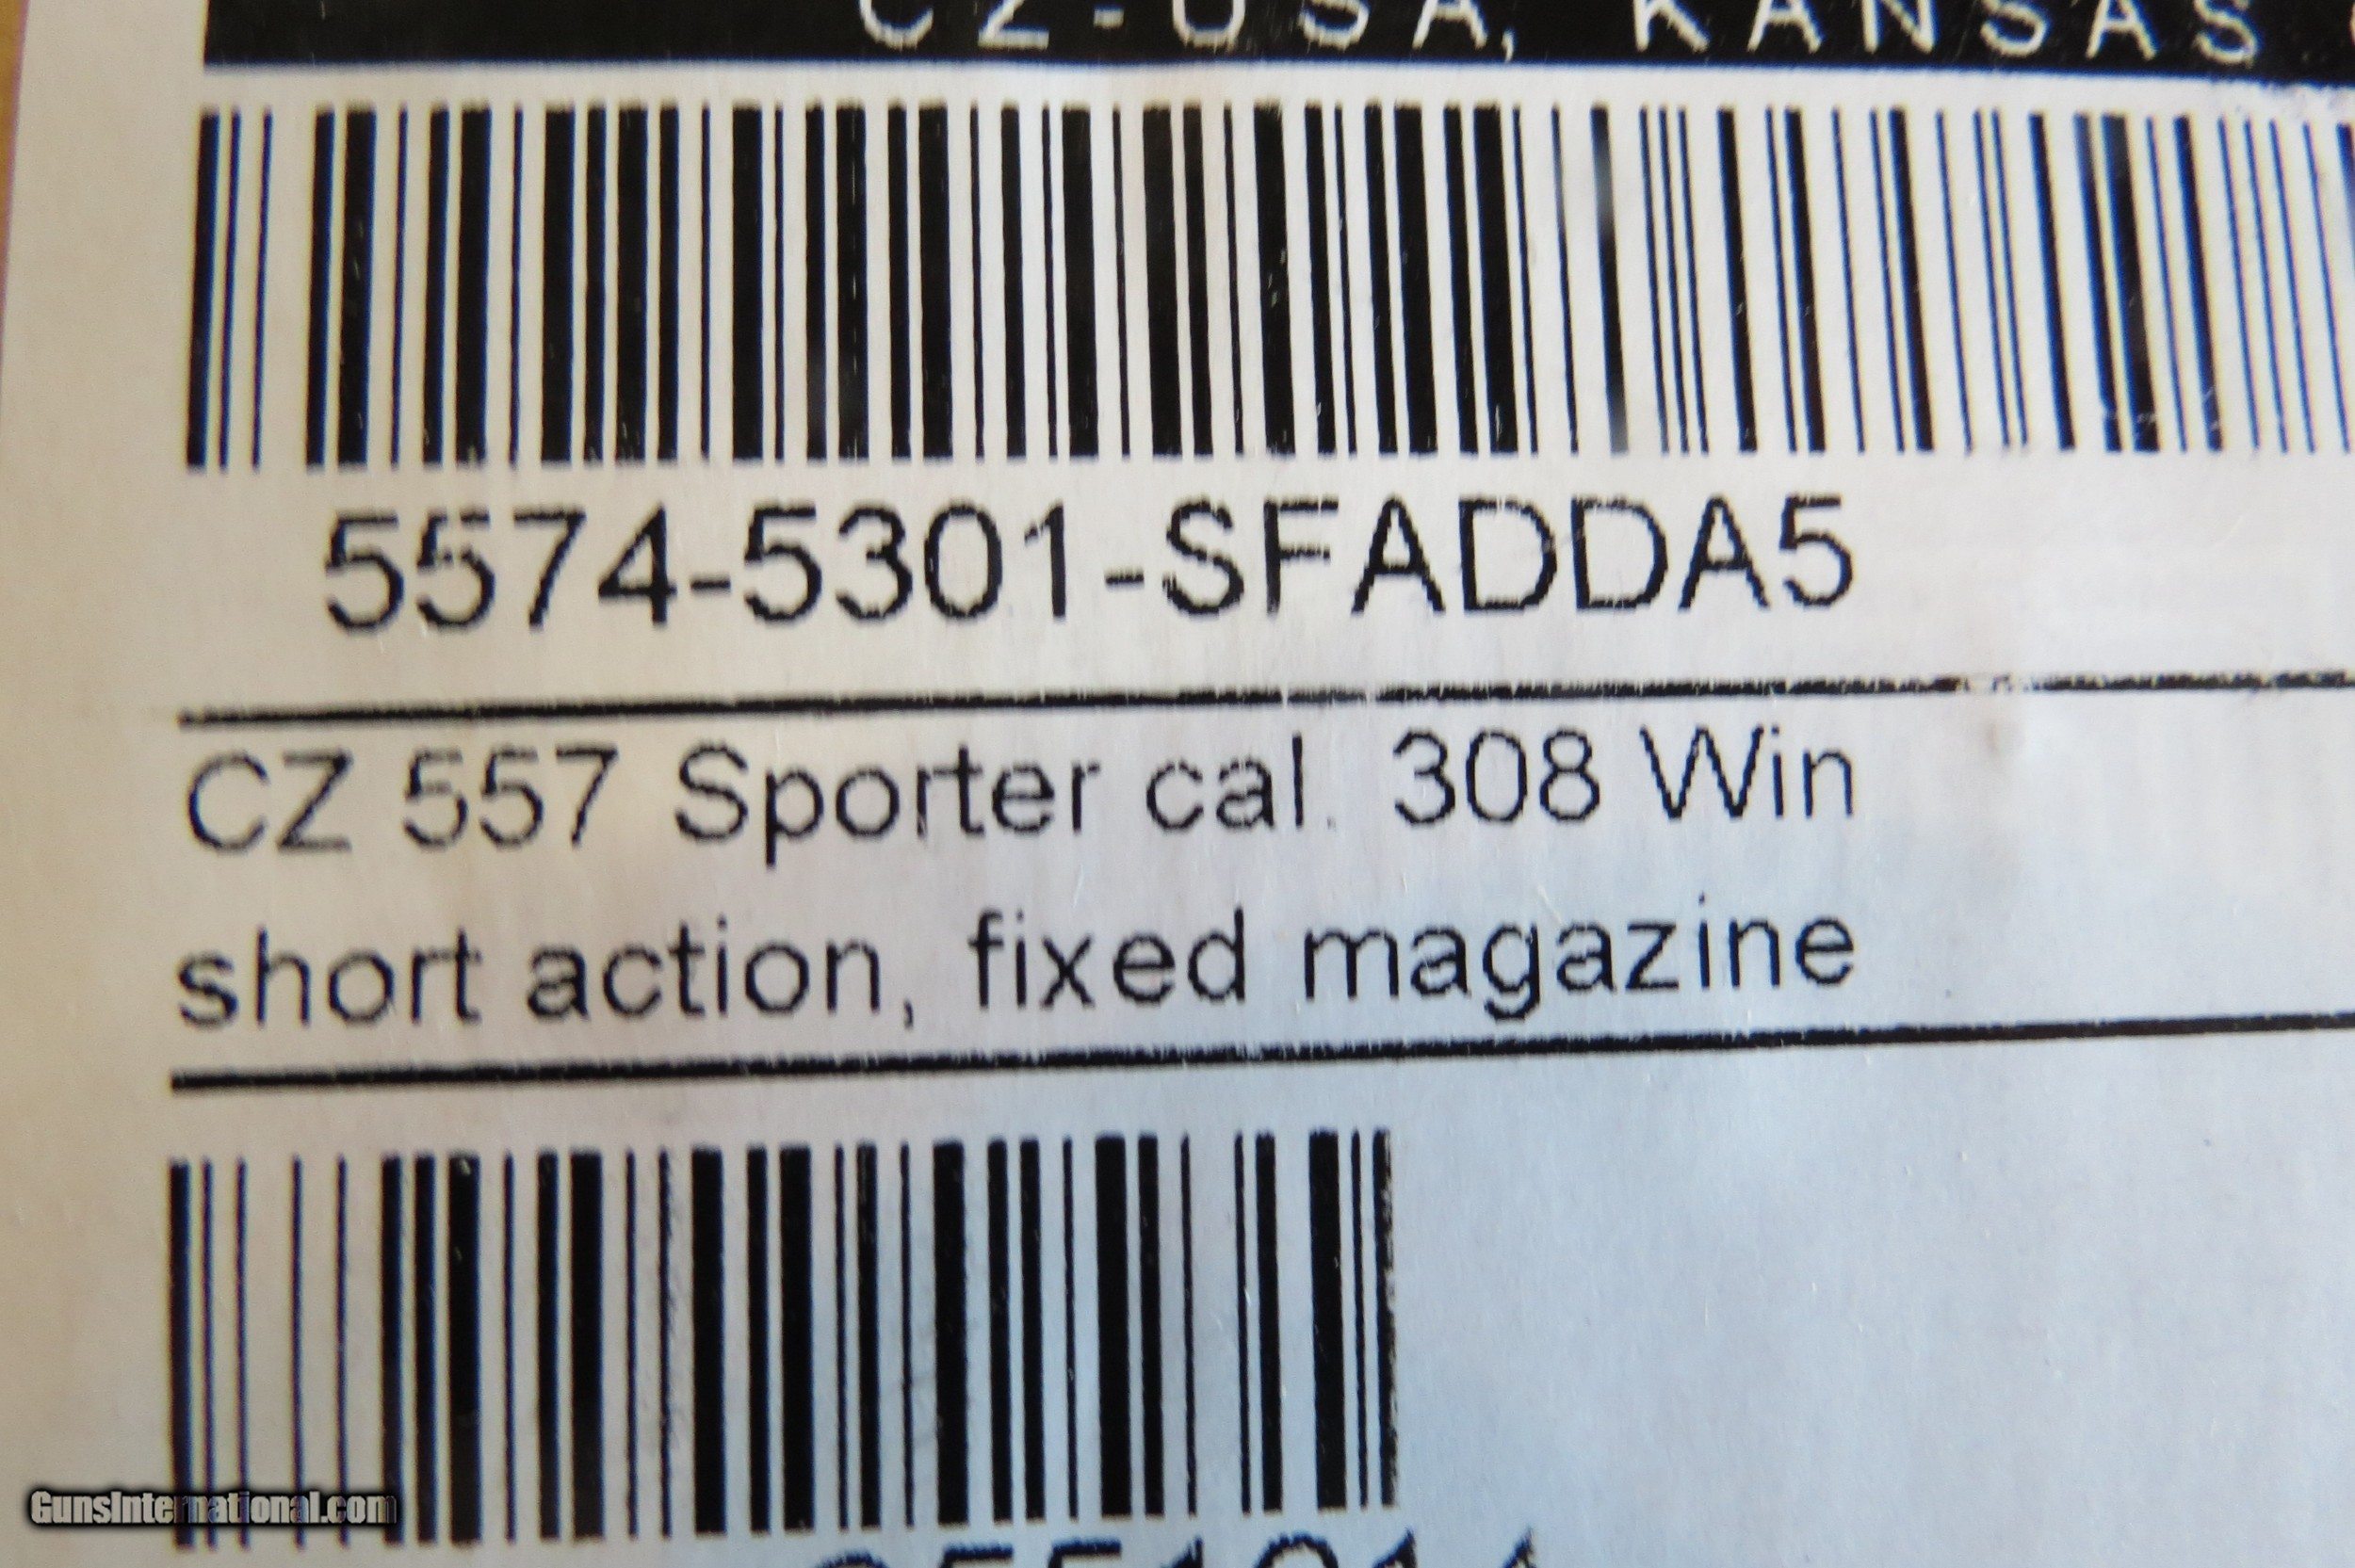 CZ-USA, KANSAS
5574-5301-SFADDA5
CZ 557 Sporter cal. 308 Win
short action, fixed magazine
GunsInternational.com